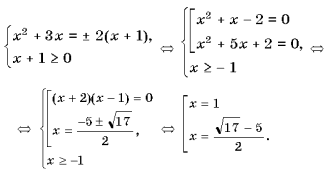 { x² + 3x = ± 2(x + 1), x + 1 ≥ 0 ⇔ { [ x² + x − 2 = 0 x² + 5x + 2 = 0, x ≥ − 1 ⇔
⇔ { [ (x + 2)(x − 1) = 0 x = (−5 ± √17)/2, x ≥ −1 ⇔ [ x = 1 x = (√17 − 5)/2.